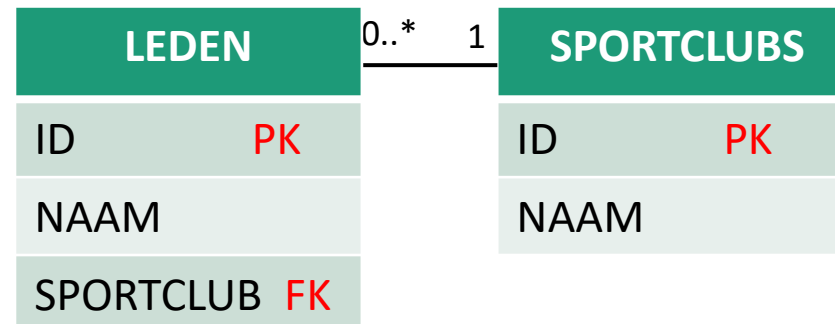 LEDEN
0..* 1
SPORTCLUBS
ID PK
NAAM
SPORTCLUB FK
ID PK
NAAM